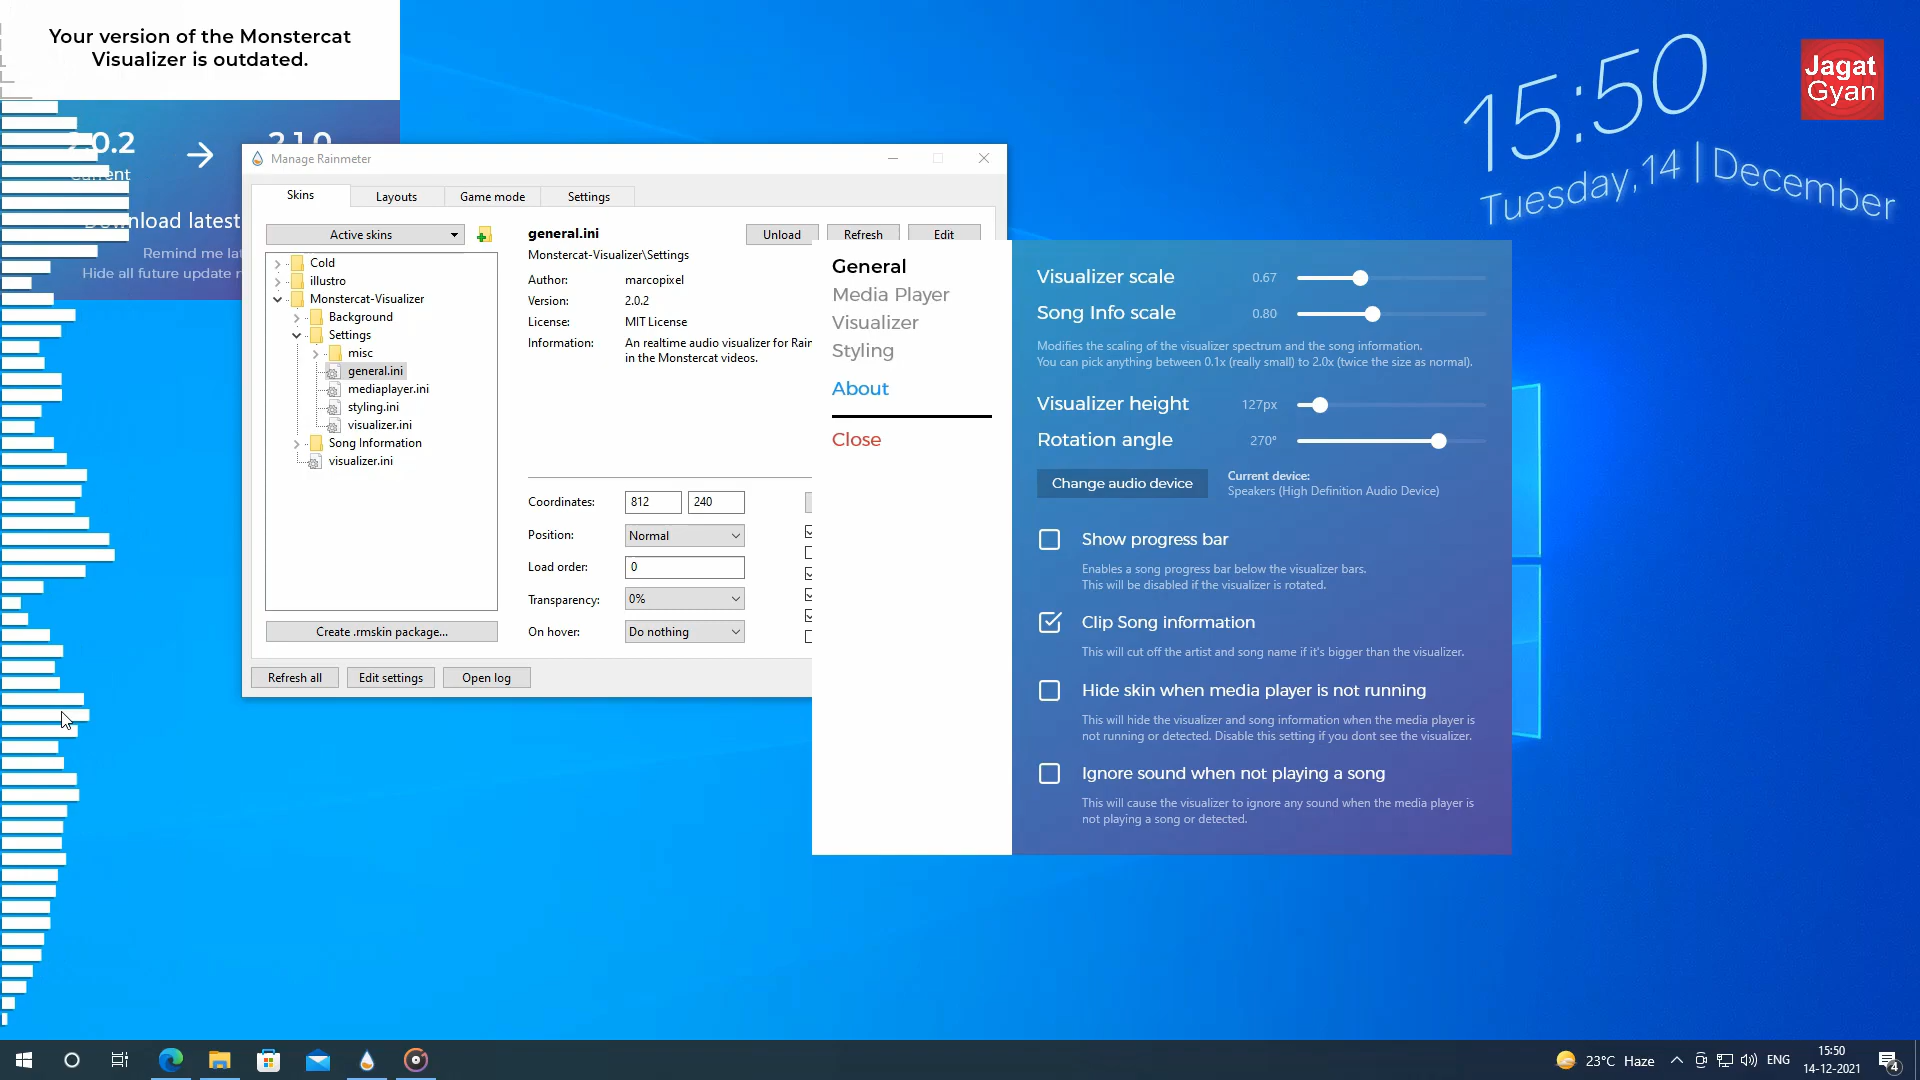 Your version of the Monstercat
Visualizer is outdated.
2.0.2
2.1.0
Current
Download latest
Remind me
Hide all future update
15:50
Tuesday, 14 | December
Jagat
Gyan
Manage Rainmeter
Skins
Layouts
Game mode
Settings
Active skins
Cold
illustro
Monstercat-Visualizer
Background
Settings
misc
general.ini
mediaplayer.ini
styling.ini
visualizer.ini
Song Information
visualizer.ini
Create .rmskin package...
Refresh all
Edit settings
Open log
general.ini
Unload
Refresh
Edit
Monstercat-Visualizer\Settings
Author: marcopixel
Version: 2.0.2
License: MIT License
Information: An realtime audio visualizer for
in the Monstercat videos.
Coordinates: 812 240
Position: Normal
Load order: 0
Transparency: 0%
On hover: Do nothing
General
Media Player
Visualizer
Styling
About
Close
Visualizer scale 0.67
Song Info scale 0.80
Modifies the scaling of the visualizer spectrum and the song information.
You can pick anything between 0.1x (really small) to 2.0x (twice the size as normal).
Visualizer height 127px
Rotation angle 270°
Change audio device
Current device:
Speakers (High Definition Audio Device)
Show progress bar
Enables a song progress bar below the visualizer bars.
This will be disabled if the visualizer is rotated.
Clip Song information
This will cut off the artist and song name if it's bigger than the visualizer.
Hide skin when media player is not running
This will hide the visualizer and song information when the media player is
not running or detected. Disable this setting if you dont see the visualizer.
Ignore sound when not playing a song
This will cause the visualizer to ignore any sound when the media player is
not playing a song or detected.
23°C Haze
ENG
15:50
14-12-2021
4